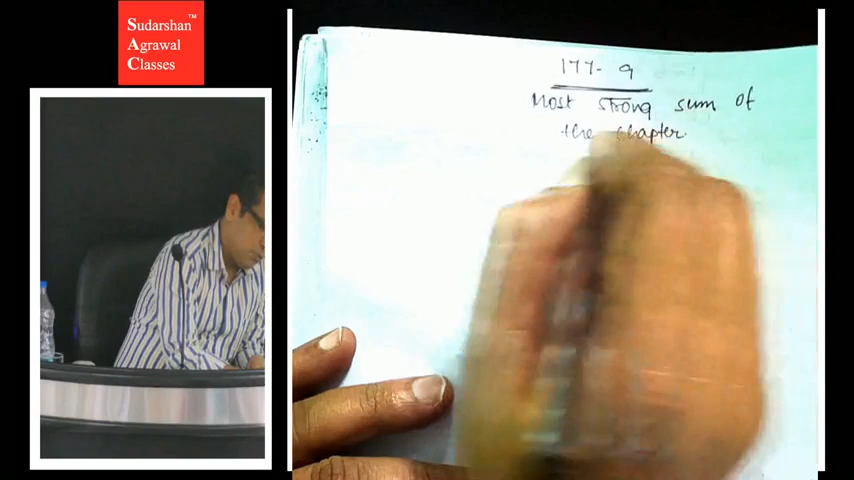 Sudarshan™
Agrawal
Classes
177- 9
Most strong sum of
the chapter.